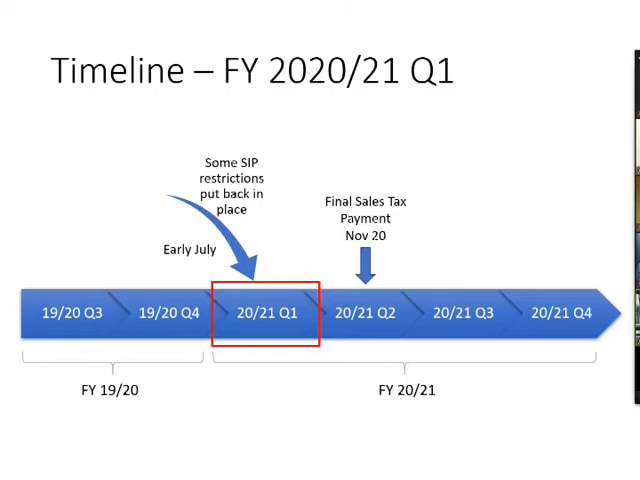 Timeline – FY 2020/21 Q1
Some SIP
restrictions
put back in
place
Early July
Final Sales Tax
Payment
Nov 20
19/20 Q3
19/20 Q4
20/21 Q1
20/21 Q2
20/21 Q3
20/21 Q4
FY 19/20
FY 20/21